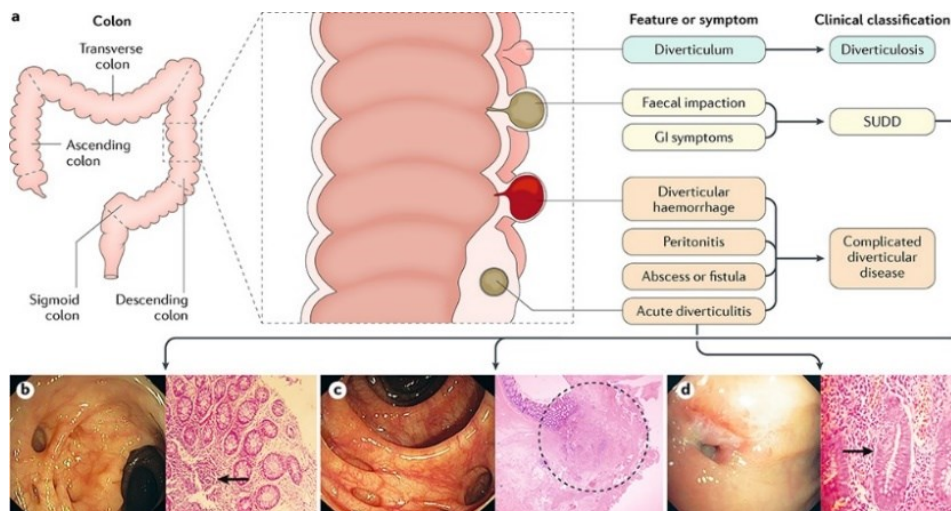 a
Colon
Transverse
colon
Ascending
colon
Sigmoid
colon
Descending
colon
Feature or symptom
Clinical classification
Diverticulum
Diverticulosis
Faecal impaction
GI symptoms
SUDD
Diverticular
haemorrhage
Peritonitis
Abscess or fistula
Acute diverticulitis
Complicated
diverticular
disease
b
c
d